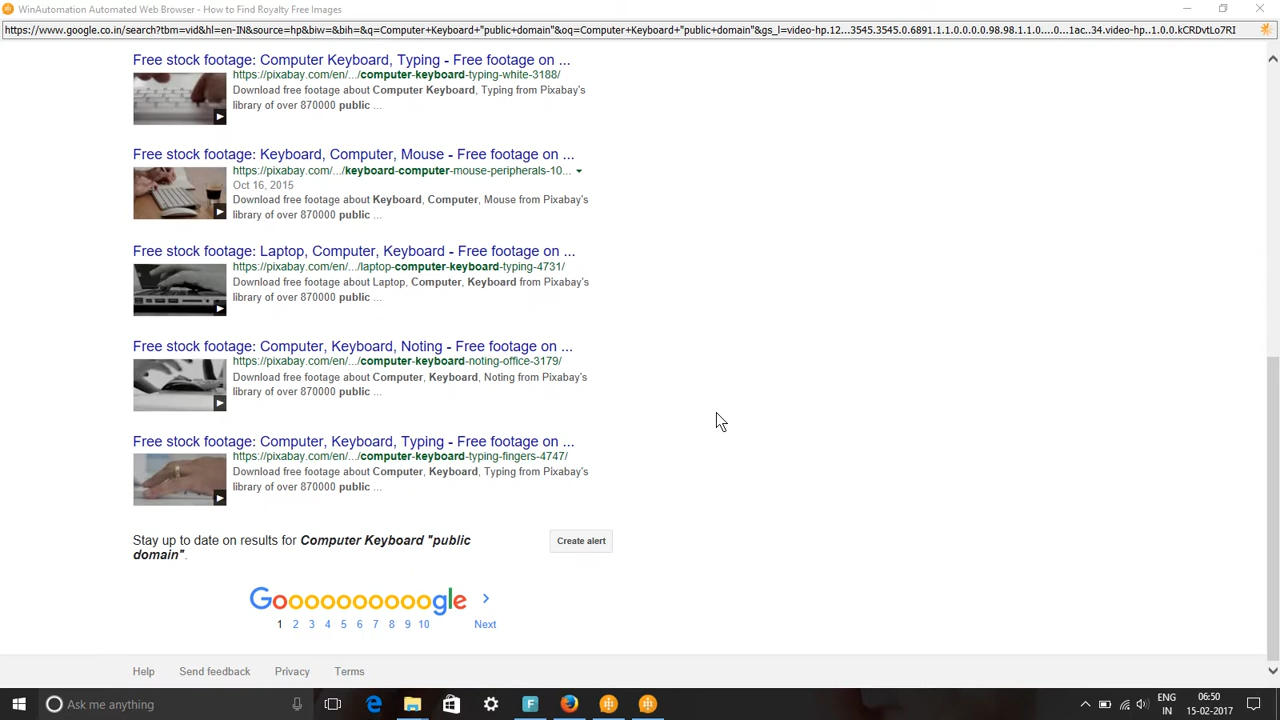 WinAutomation Automated Web Browser - How to Find Royalty Free Images
https://www.google.co.in/search?tbm=vid&hl=en-IN&source=hp&biw=&bih=&q=Computer+Keyboard+"public+domain"&oq=Computer+Keyboard+"public+domain"&gs_l=video-hp.12...3545.3545.0.6891.1.1.0.0.0.0.98.98.1.1.0....0...1ac..34.video-hp..1.0.0.kCRDvtLo7RI
Free stock footage: Computer Keyboard, Typing - Free footage on ...
https://pixabay.com/en/.../computer-keyboard-typing-white-3188/
Download free footage about Computer Keyboard, Typing from Pixabay's
library of over 870000 public ...
Free stock footage: Keyboard, Computer, Mouse - Free footage on ...
https://pixabay.com/.../keyboard-computer-mouse-peripherals-10...
Oct 16, 2015
Download free footage about Keyboard, Computer, Mouse from Pixabay's
library of over 870000 public ...
Free stock footage: Laptop, Computer, Keyboard - Free footage on ...
https://pixabay.com/en/.../laptop-computer-keyboard-typing-4731/
Download free footage about Laptop, Computer, Keyboard from Pixabay's
library of over 870000 public ...
Free stock footage: Computer, Keyboard, Noting - Free footage on ...
https://pixabay.com/en/.../computer-keyboard-noting-office-3179/
Download free footage about Computer, Keyboard, Noting from Pixabay's
library of over 870000 public ...
Free stock footage: Computer, Keyboard, Typing - Free footage on ...
https://pixabay.com/en/.../computer-keyboard-typing-fingers-4747/
Download free footage about Computer, Keyboard, Typing from Pixabay's
library of over 870000 public ...
Stay up to date on results for Computer Keyboard "public
domain".
Create alert
Goooooooooogle >
1 2 3 4 5 6 7 8 9 10 Next
Help Send feedback Privacy Terms
Ask me anything
ENG
IN
06:50
15-02-2017